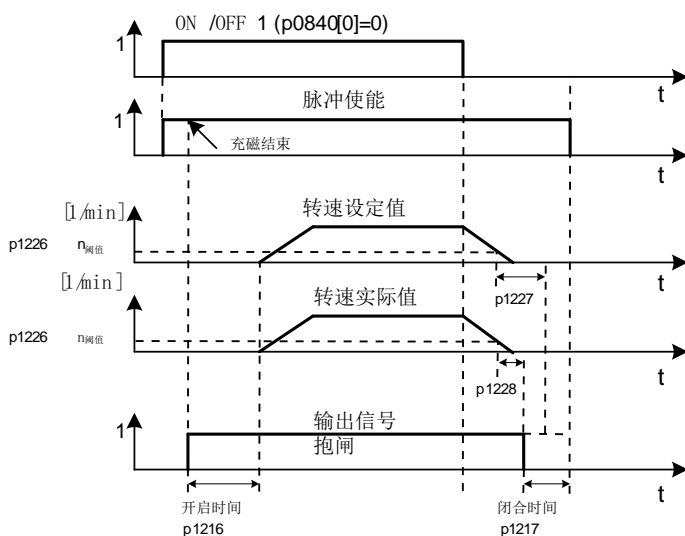 ON /OFF 1 (p0840[0]=0)
1
t
脉冲使能
1
充磁结束
t
[1/min]
转速设定值
p1226 n阈值
t
p1227
[1/min]
转速实际值
p1226 n阈值
t
p1228
输出信号
1
抱闸
t
开启时间
p1216
闭合时间
p1217